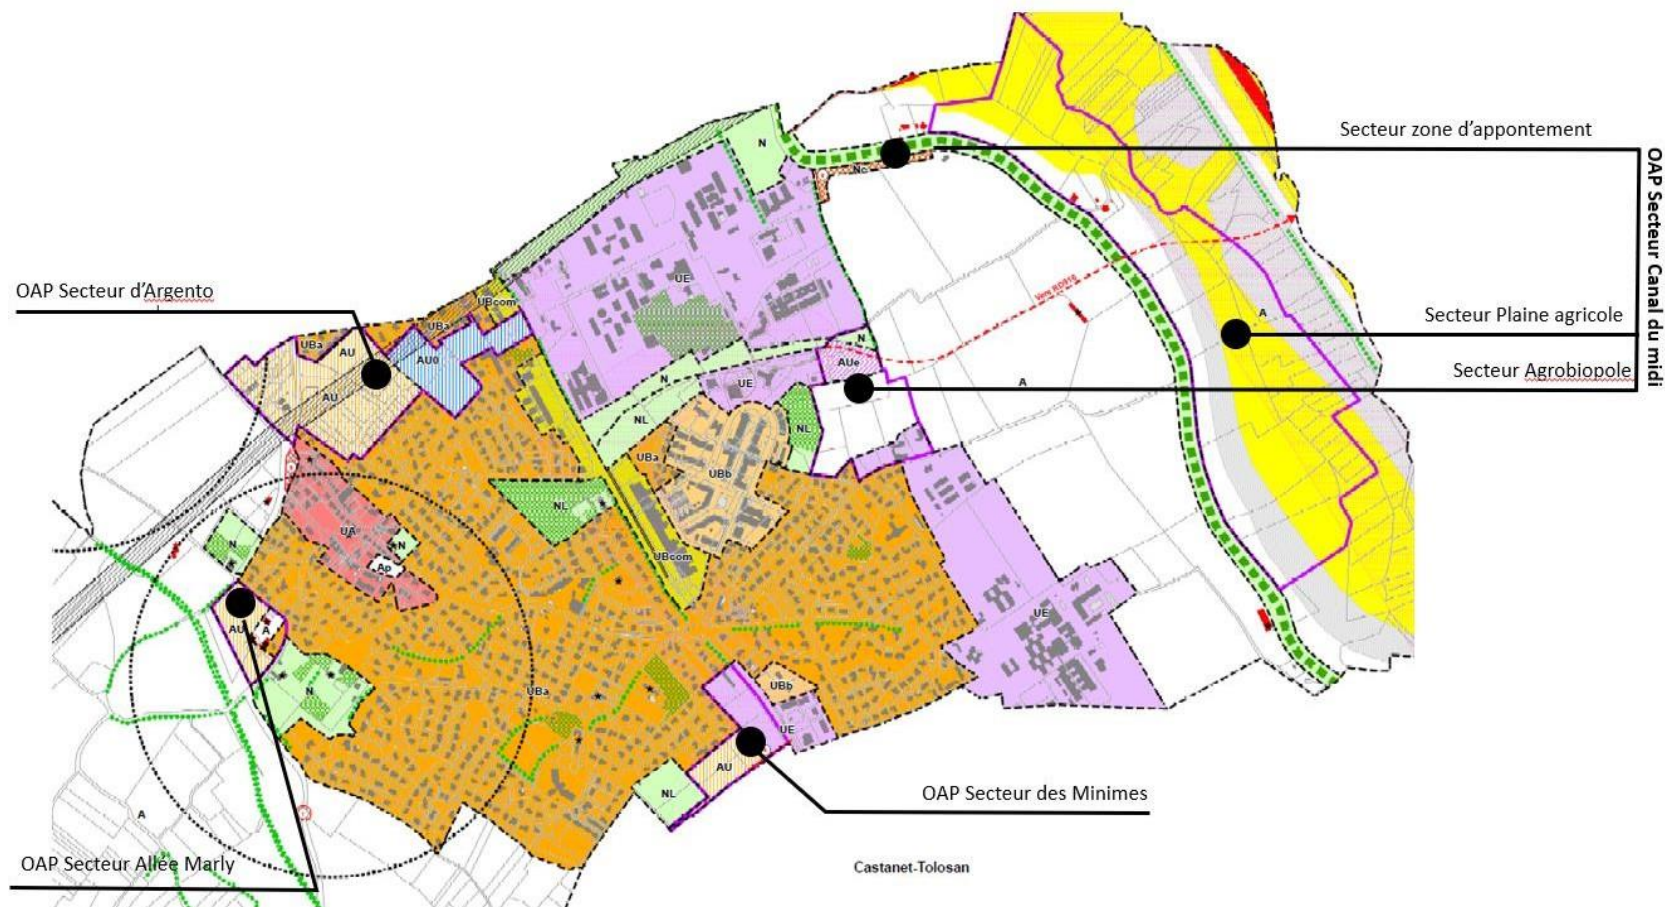 Secteur zone d'appontement
OAP Secteur Canal du midi
N
Nc
UE
OAP Secteur d'Argento
UBcom
Vers RD916
A
Secteur Plaine agricole
UBa
UBa
AU
AU0
N
AUe
N
UE
Secteur Agrobiopole
A
AU
NL
NL
UBa
UBb
NL
UA
N
N
Ap
UBcom
UE
AU
A
N
UBa
UBb
UE
AU
NL
OAP Secteur des Minimes
A
OAP Secteur Allée Marly
Castanet-Tolosan